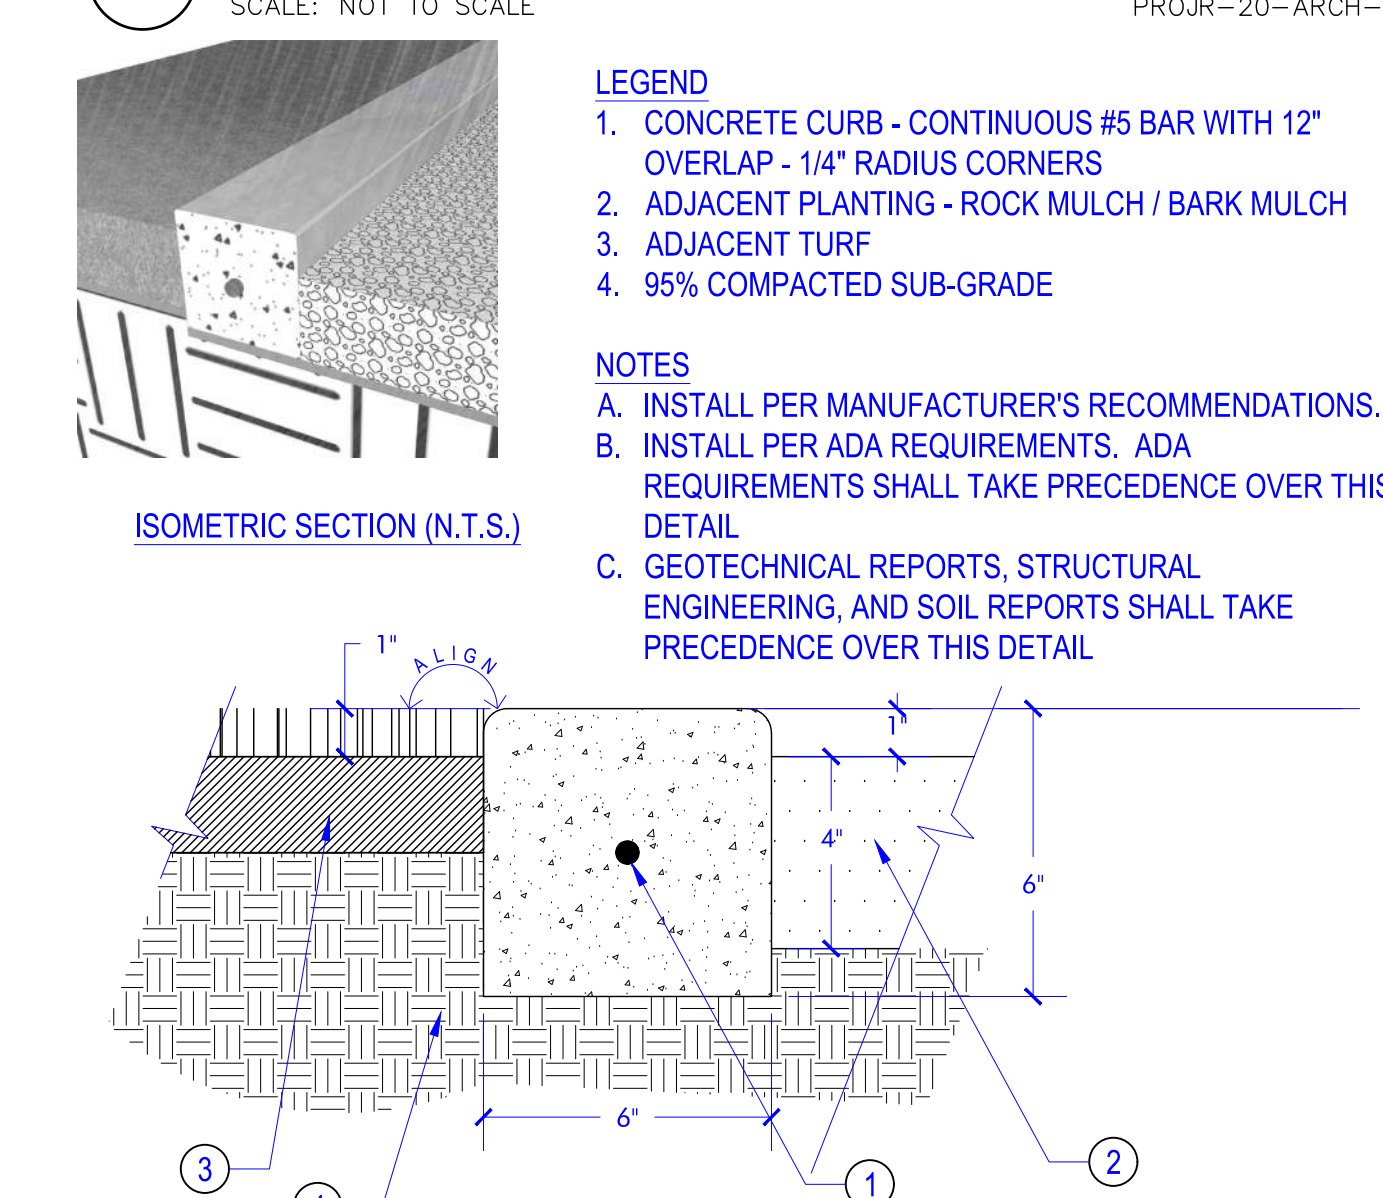 SCALE: NOT TO SCALE
PROJR-20-ARCH-
LEGEND
1. CONCRETE CURB - CONTINUOUS #5 BAR WITH 12"
OVERLAP - 1/4" RADIUS CORNERS
2. ADJACENT PLANTING - ROCK MULCH / BARK MULCH
3. ADJACENT TURF
4. 95% COMPACTED SUB-GRADE
NOTES
A. INSTALL PER MANUFACTURER'S RECOMMENDATIONS.
B. INSTALL PER ADA REQUIREMENTS. ADA
REQUIREMENTS SHALL TAKE PRECEDENCE OVER THIS
DETAIL
C. GEOTECHNICAL REPORTS, STRUCTURAL
ENGINEERING, AND SOIL REPORTS SHALL TAKE
PRECEDENCE OVER THIS DETAIL
ISOMETRIC SECTION (N.T.S.)
1"
ALIGN
1"
4"
6"
6"
3
2
1